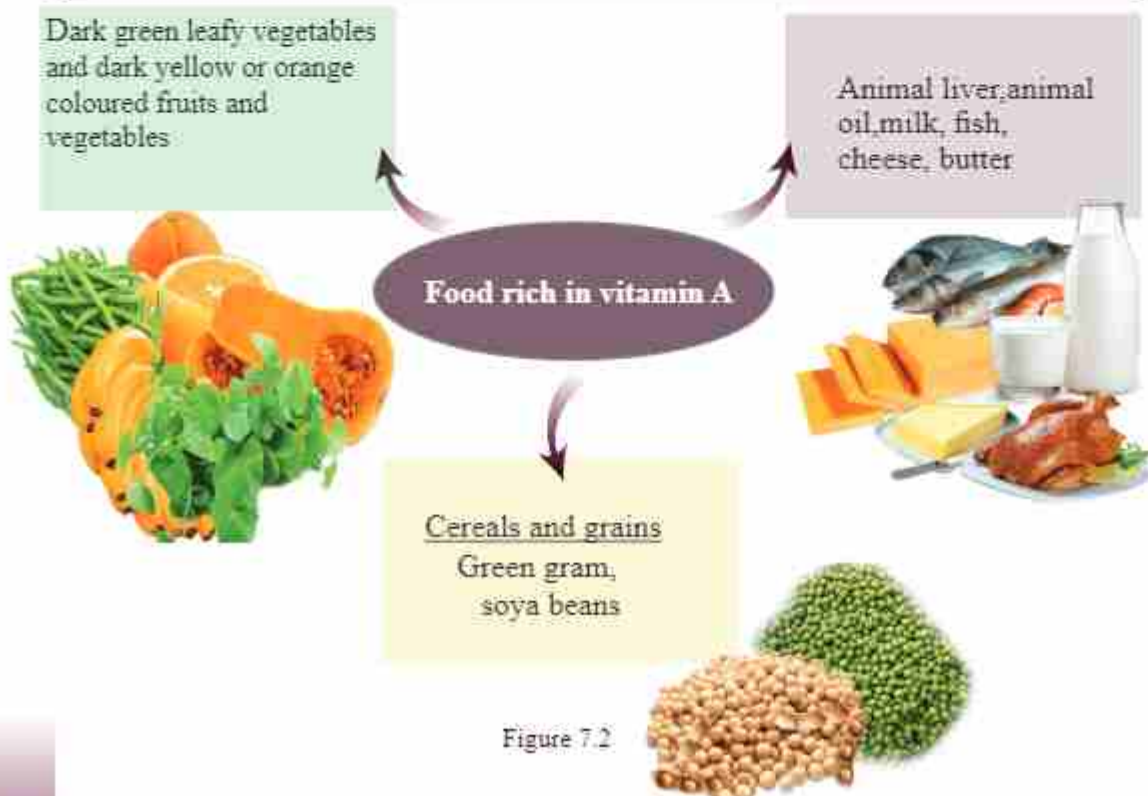 Dark green leafy vegetables
and dark yellow or orange
coloured fruits and
vegetables
Animal liver,animal
oil,milk, fish,
cheese, butter
Food rich in vitamin A
Cereals and grains
Green gram,
soya beans
Figure 7.2